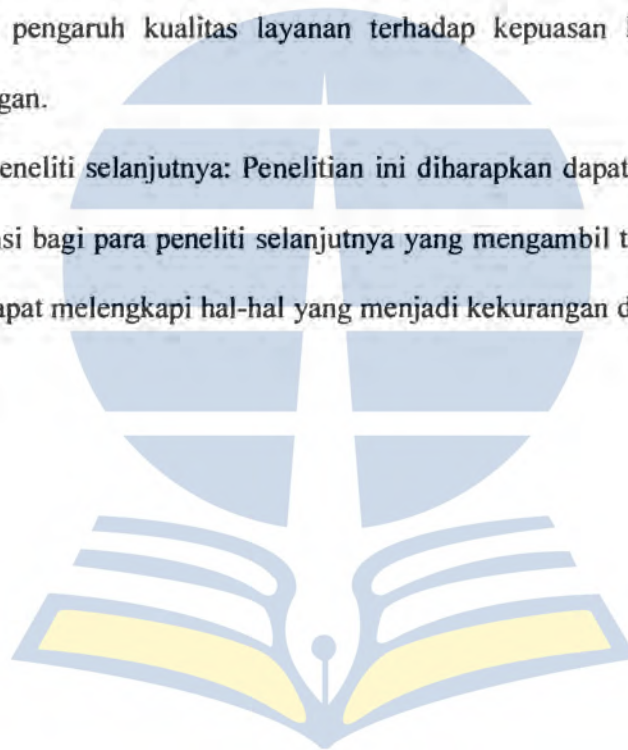 pengaruh kualitas layanan terhadap kepuasan
gan.
eneliti selanjutnya: Penelitian ini diharapkan dapat
si bagi para peneliti selanjutnya yang mengambil t
apat melengkapi hal-hal yang menjadi kekurangan d